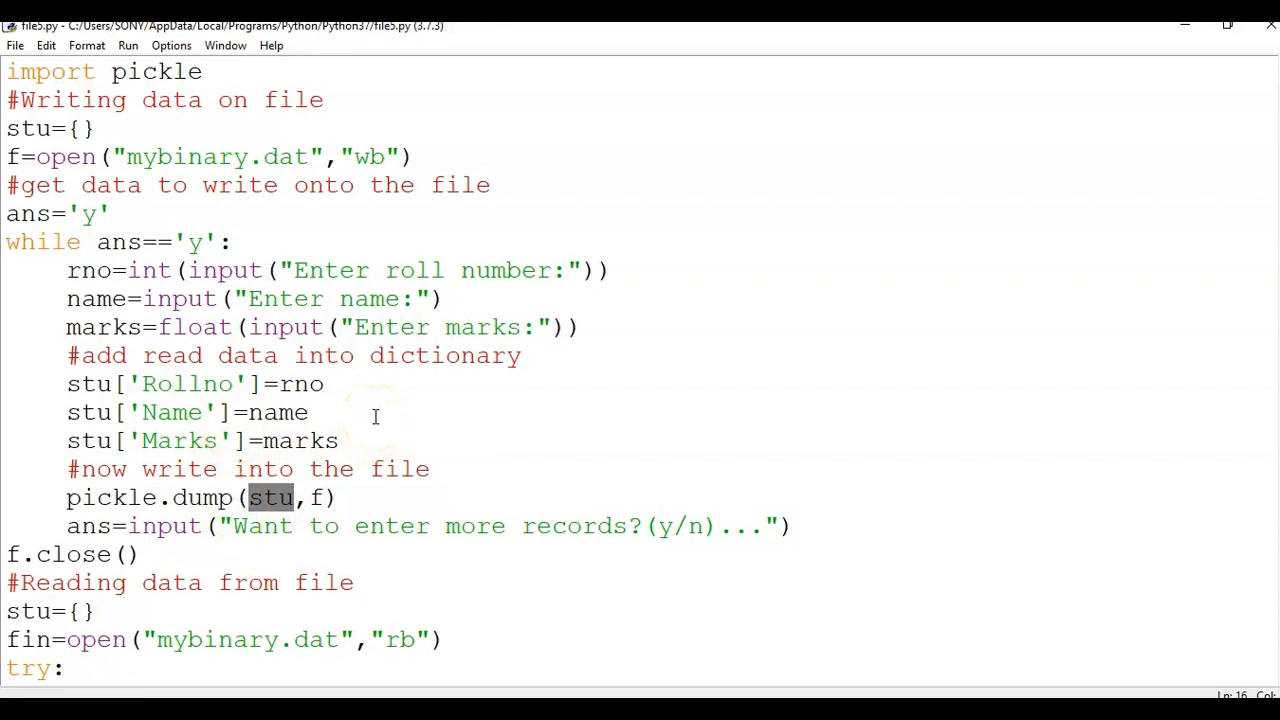 file5.py - C:/Users/SONY/AppData/Local/Programs/Python/Python37/file5.py (3.7.3)
File Edit Format Run Options Window Help
import pickle
#Writing data on file
stu={}
f=open("mybinary.dat","wb")
#get data to write onto the file
ans='y'
while ans=='y':
    rno=int(input("Enter roll number:"))
    name=input("Enter name:")
    marks=float(input("Enter marks:"))
    #add read data into dictionary
    stu['Rollno']=rno
    stu['Name']=name
    stu['Marks']=marks
    #now write into the file
    pickle.dump(stu,f)
    ans=input("Want to enter more records?(y/n)...")
f.close()
#Reading data from file
stu={}
fin=open("mybinary.dat","rb")
try:
Ln: 16 Col: